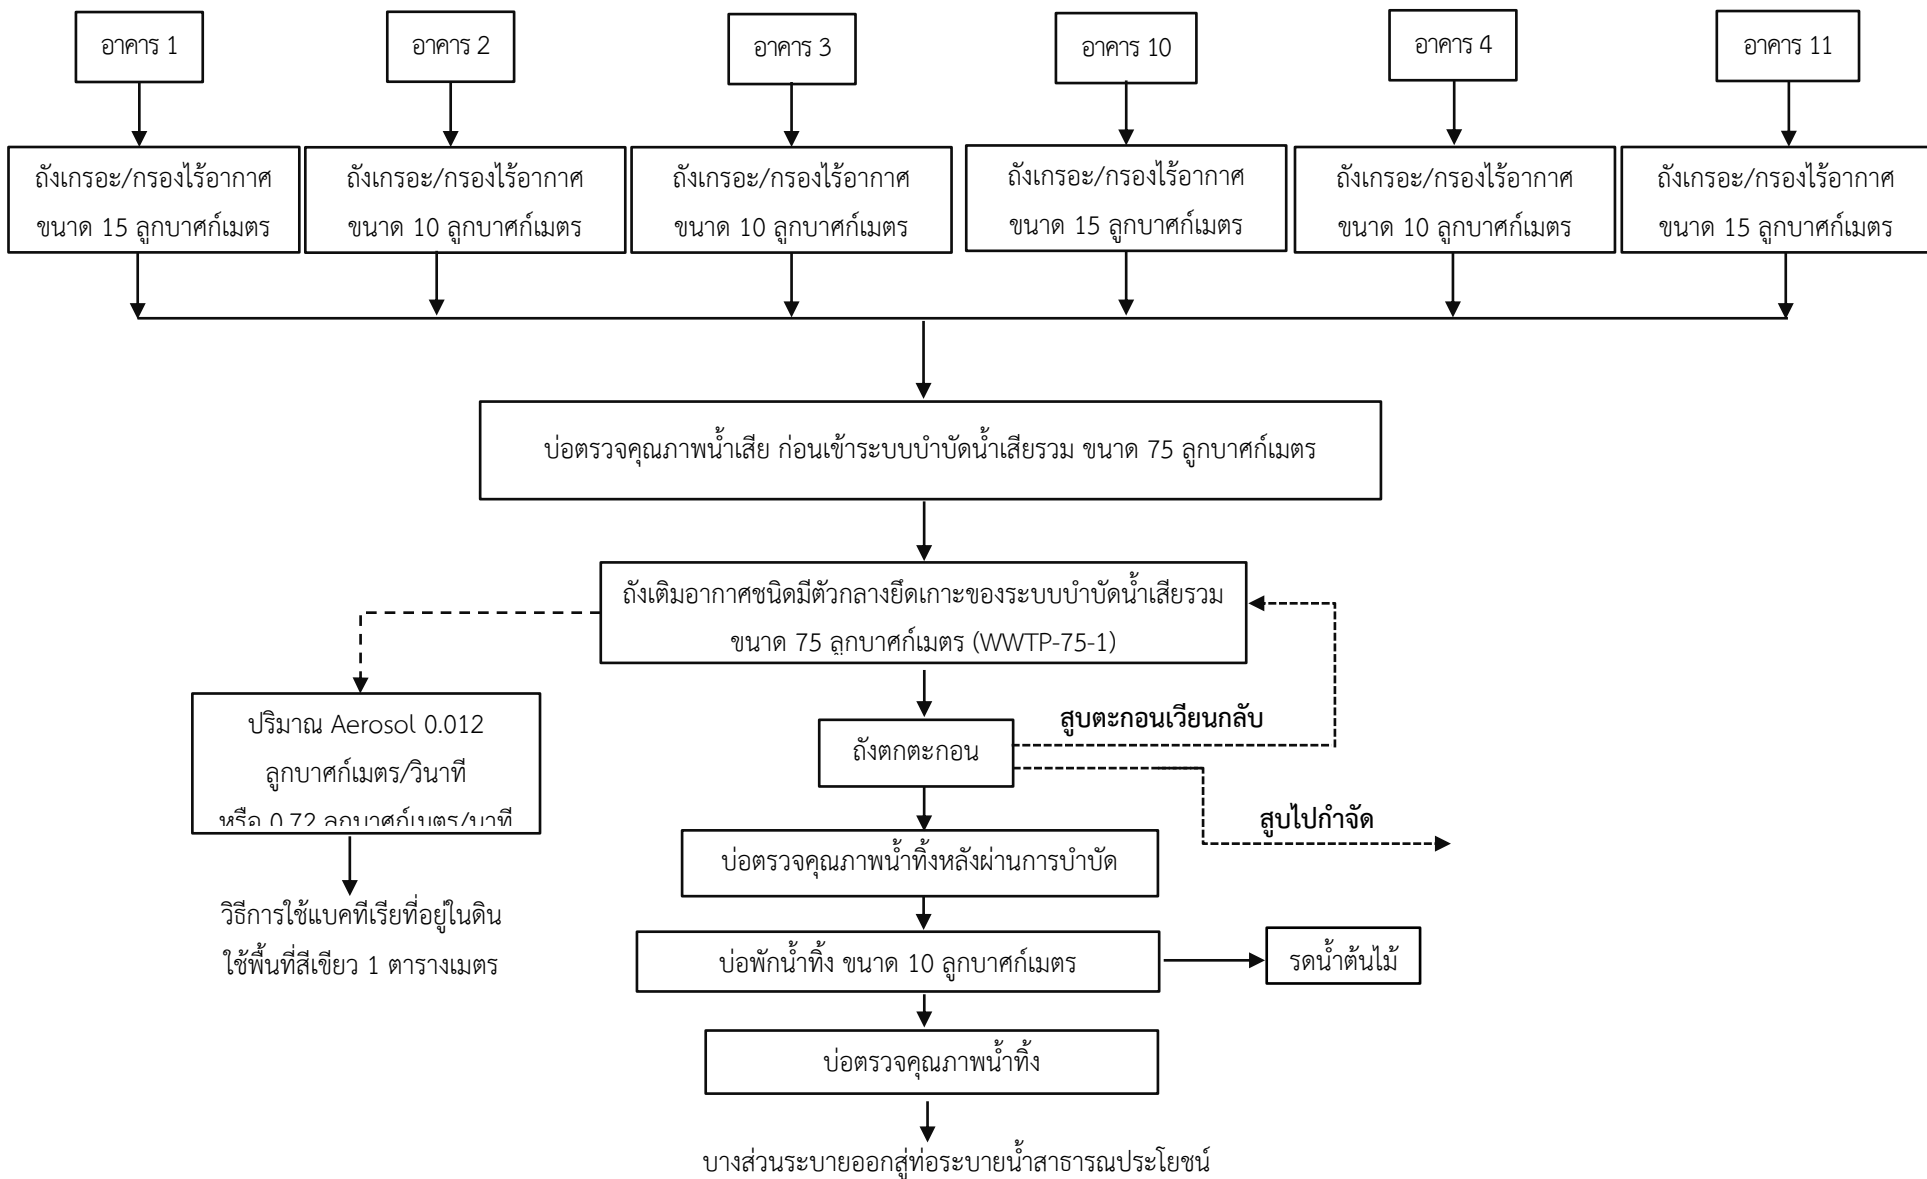 อาคาร 1
อาคาร 2
อาคาร 3
อาคาร 10
อาคาร 4
อาคาร 11
ถังเกรอะ/กรองไร้อากาศ
ขนาด 15 ลูกบาศก์เมตร
ถังเกรอะ/กรองไร้อากาศ
ขนาด 10 ลูกบาศก์เมตร
ถังเกรอะ/กรองไร้อากาศ
ขนาด 10 ลูกบาศก์เมตร
ถังเกรอะ/กรองไร้อากาศ
ขนาด 15 ลูกบาศก์เมตร
ถังเกรอะ/กรองไร้อากาศ
ขนาด 10 ลูกบาศก์เมตร
ถังเกรอะ/กรองไร้อากาศ
ขนาด 15 ลูกบาศก์เมตร
บ่อตรวจคุณภาพน้ำเสีย ก่อนเข้าระบบบำบัดน้ำเสียรวม ขนาด 75 ลูกบาศก์เมตร
ถังเติมอากาศชนิดมีตัวกลางยึดเกาะของระบบบำบัดน้ำเสียรวม
ขนาด 75 ลูกบาศก์เมตร (WWTP-75-1)
ปริมาณ Aerosol 0.012
ลูกบาศก์เมตร/วินาที
หรือ 0.72 ลูกบาศก์เมตร/นาที
วิธีการใช้แบคทีเรียที่อยู่ในดิน
ใช้พื้นที่สีเขียว 1 ตารางเมตร
ถังตกตะกอน
สูบตะกอนเวียนกลับ
สูบไปกำจัด
บ่อตรวจคุณภาพน้ำทิ้งหลังผ่านการบำบัด
บ่อพักน้ำทิ้ง ขนาด 10 ลูกบาศก์เมตร
รดน้ำต้นไม้
บ่อตรวจคุณภาพน้ำทิ้ง
บางส่วนระบายออกสู่ท่อระบายน้ำสาธารณประโยชน์